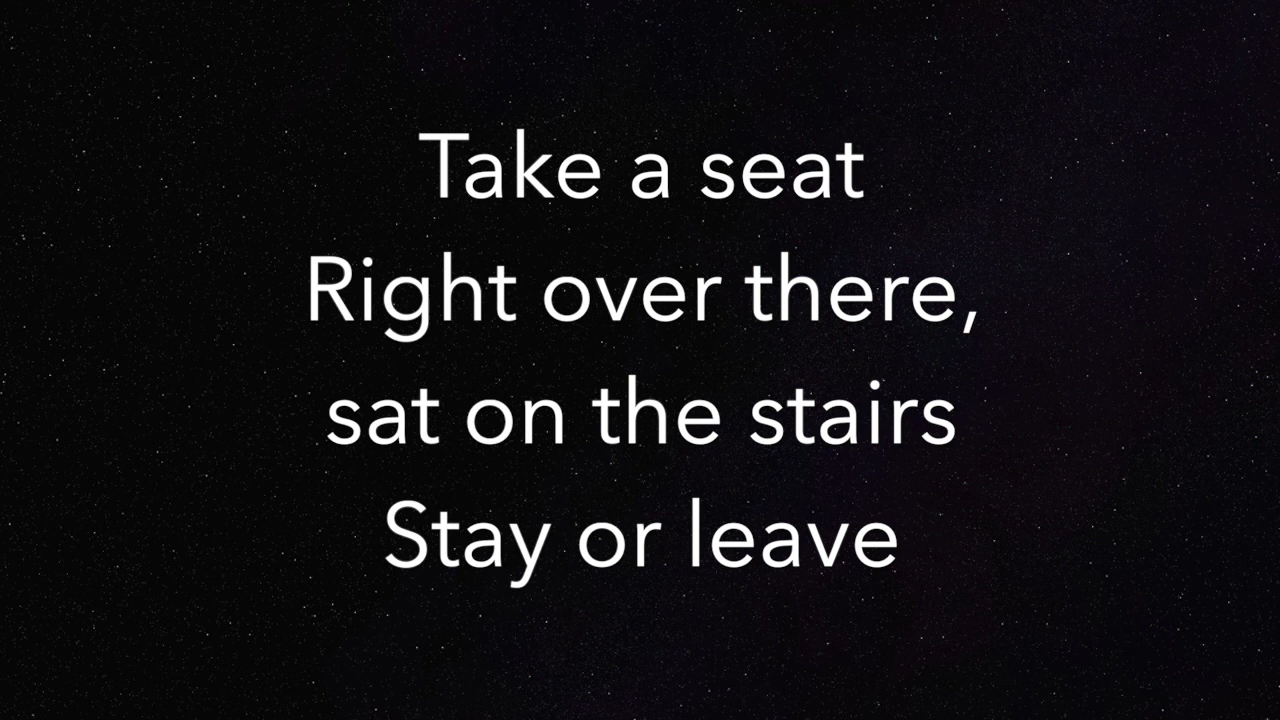 Take a seat
Right over there,
sat on the stairs
Stay or leave